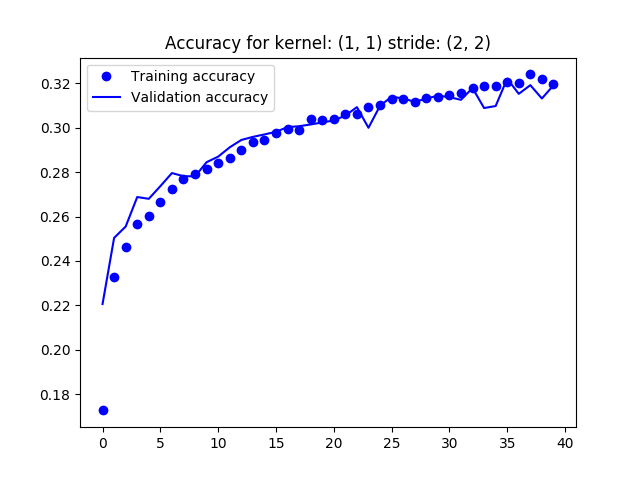 Accuracy for kernel: (1, 1) stride: (2, 2)
Training accuracy
Validation accuracy
0.32
0.30
0.28
0.26
0.24
0.22
0.20
0.18
0 5 10 15 20 25 30 35 40